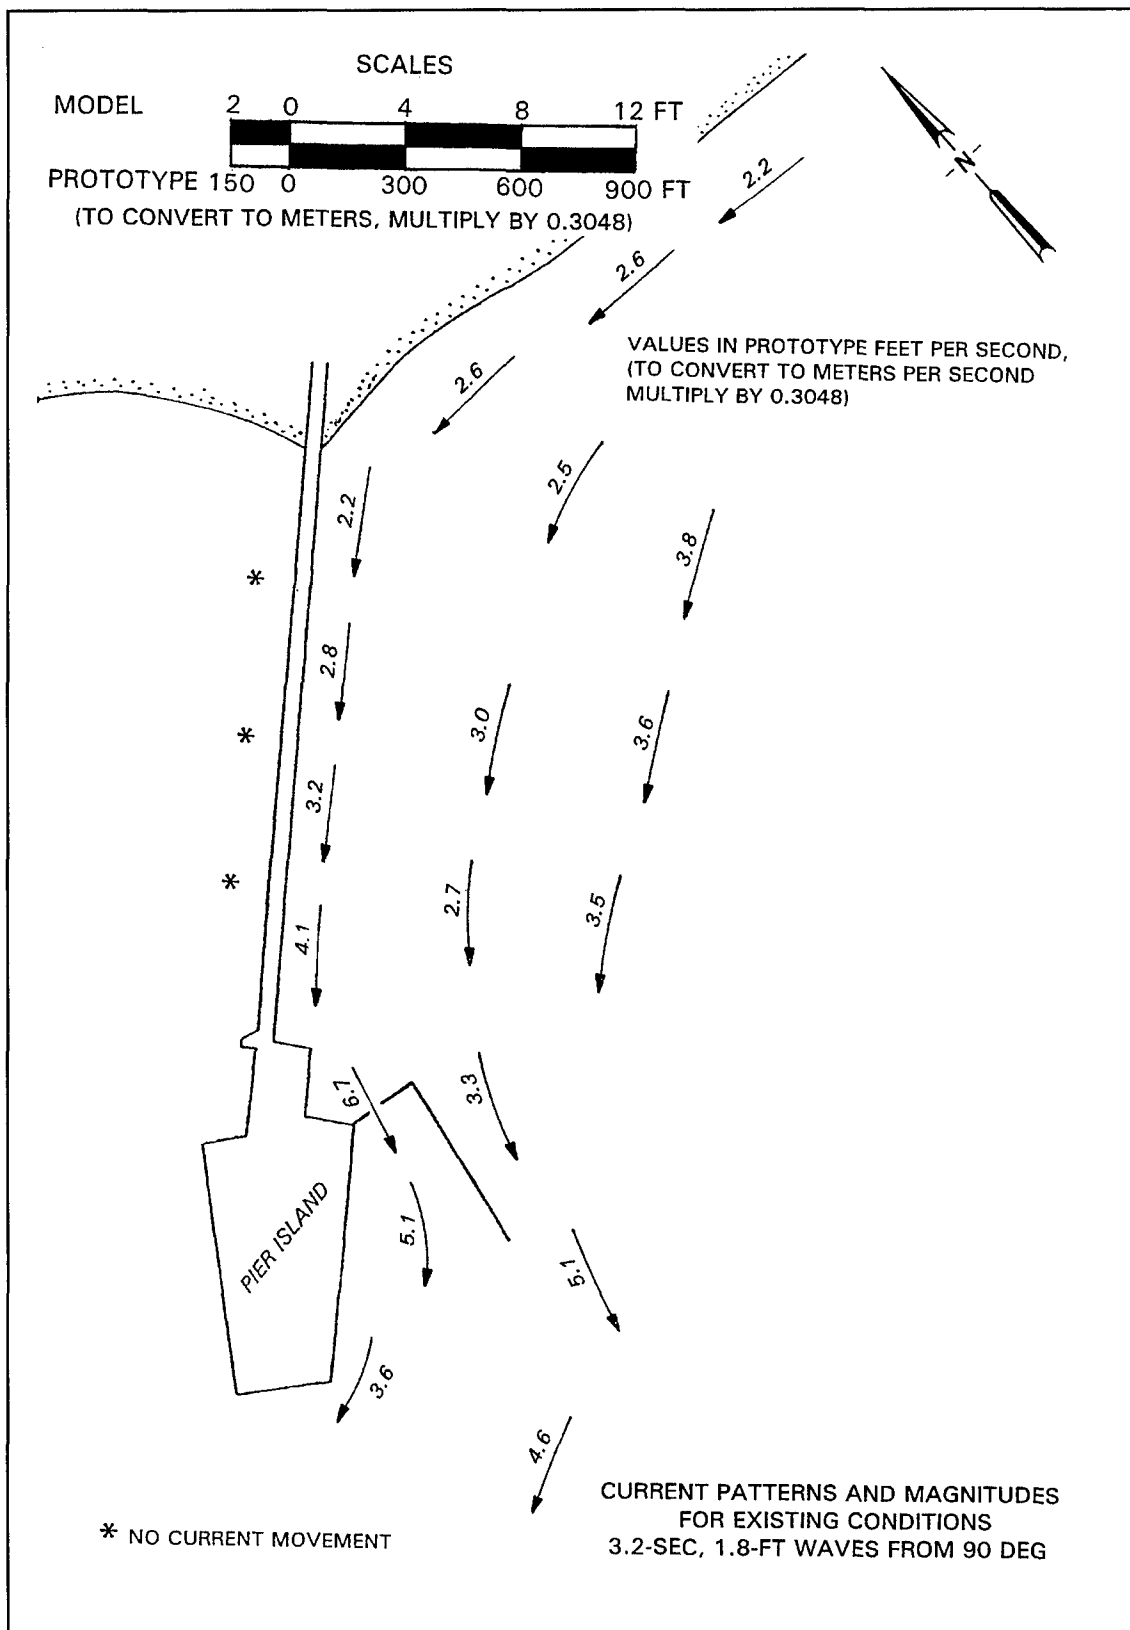 SCALES
MODEL 2 0 4 8 12 FT
PROTOTYPE 150 0 300 600 900 FT
(TO CONVERT TO METERS, MULTIPLY BY 0.3048)
N
2.2
2.6
VALUES IN PROTOTYPE FEET PER SECOND,
(TO CONVERT TO METERS PER SECOND
MULTIPLY BY 0.3048)
2.6
2.5
2.2
3.8
*
2.8
3.0
3.6
*
3.2
2.7
3.5
*
4.1
6.7
3.3
5.1
PIER ISLAND
5.1
3.6
4.6
CURRENT PATTERNS AND MAGNITUDES
FOR EXISTING CONDITIONS
3.2-SEC, 1.8-FT WAVES FROM 90 DEG
* NO CURRENT MOVEMENT